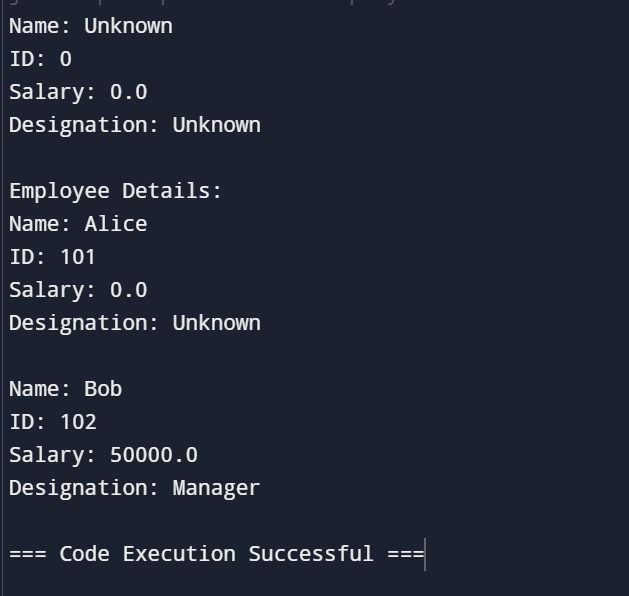 Name: Unknown
ID: 0
Salary: 0.0
Designation: Unknown
Employee Details:
Name: Alice
ID: 101
Salary: 0.0
Designation: Unknown
Name: Bob
ID: 102
Salary: 50000.0
Designation: Manager
=== Code Execution Successful ===